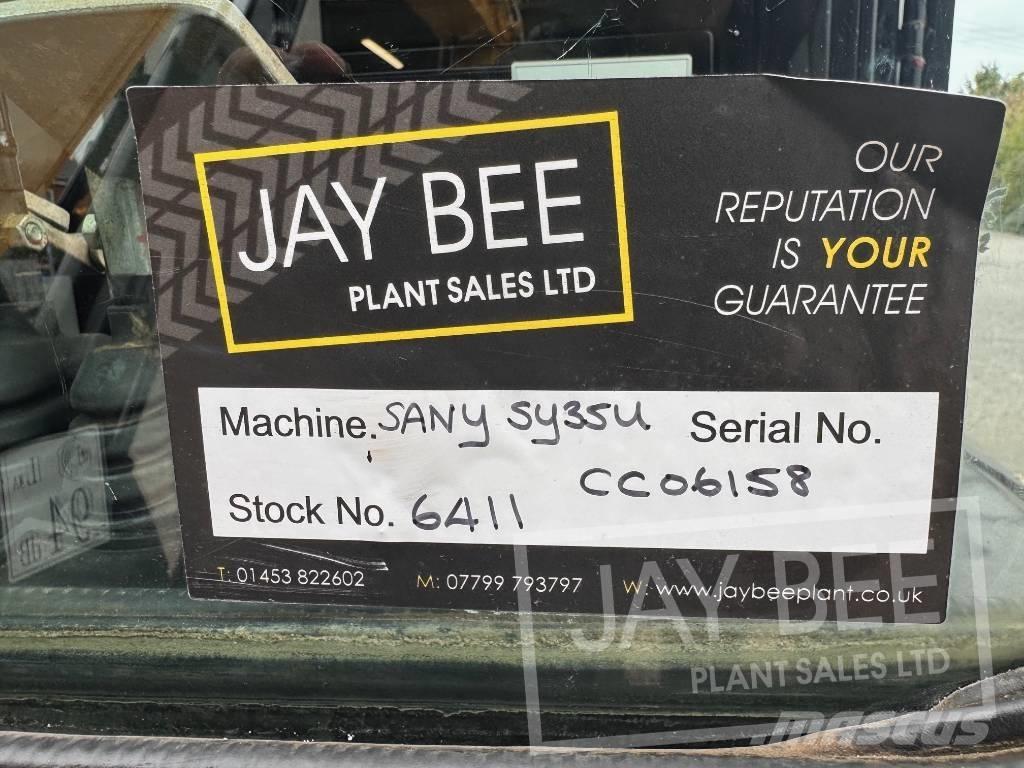 JAY BEE
PLANT SALES LTD
OUR
REPUTATION
IS YOUR
GUARANTEE
Machine. SANY SY35U Serial No.
CC06158
Stock No. 6411
T: 01453 822602 M: 07799 793797 W: www.jaybeeplant.co.uk
JAY BEE
PLANT SALES LTD
mascus